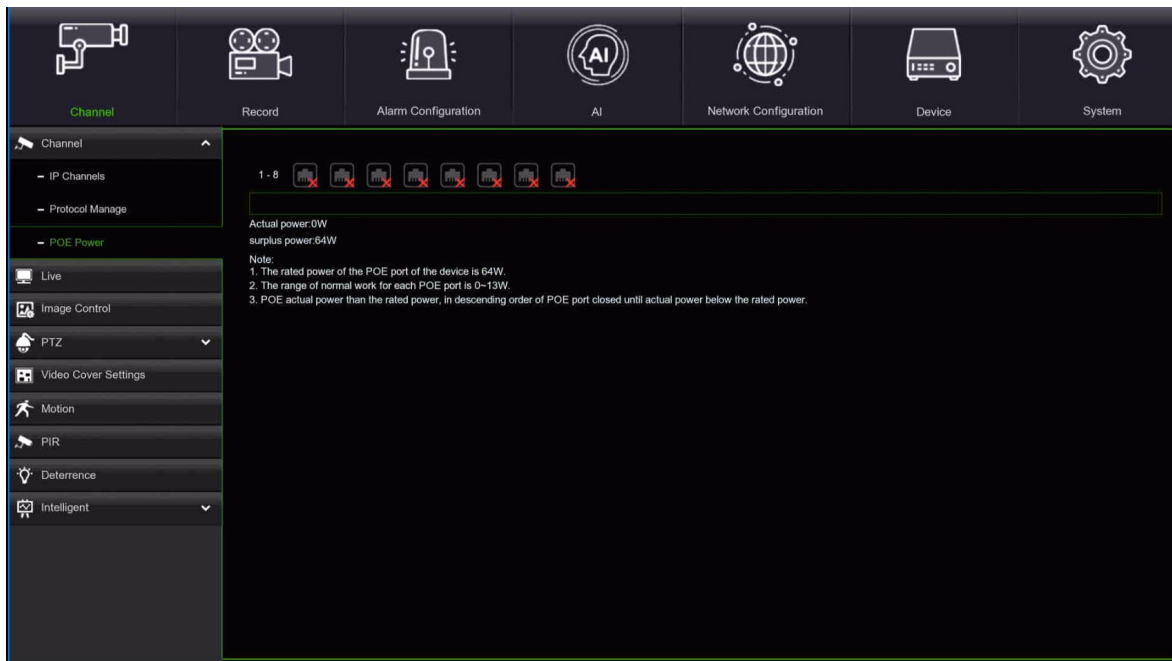 Channel
Record
Alarm Configuration
AI
AI
Network Configuration
Device
System
Channel
– IP Channels
– Protocol Manage
– POE Power
Live
Image Control
PTZ
Video Cover Settings
Motion
PIR
Deterrence
Intelligent
1 - 8
Actual power:0W
surplus power:64W
Note:
1. The rated power of the POE port of the device is 64W.
2. The range of normal work for each POE port is 0~13W.
3. POE actual power than the rated power, in descending order of POE port closed until actual power below the rated power.